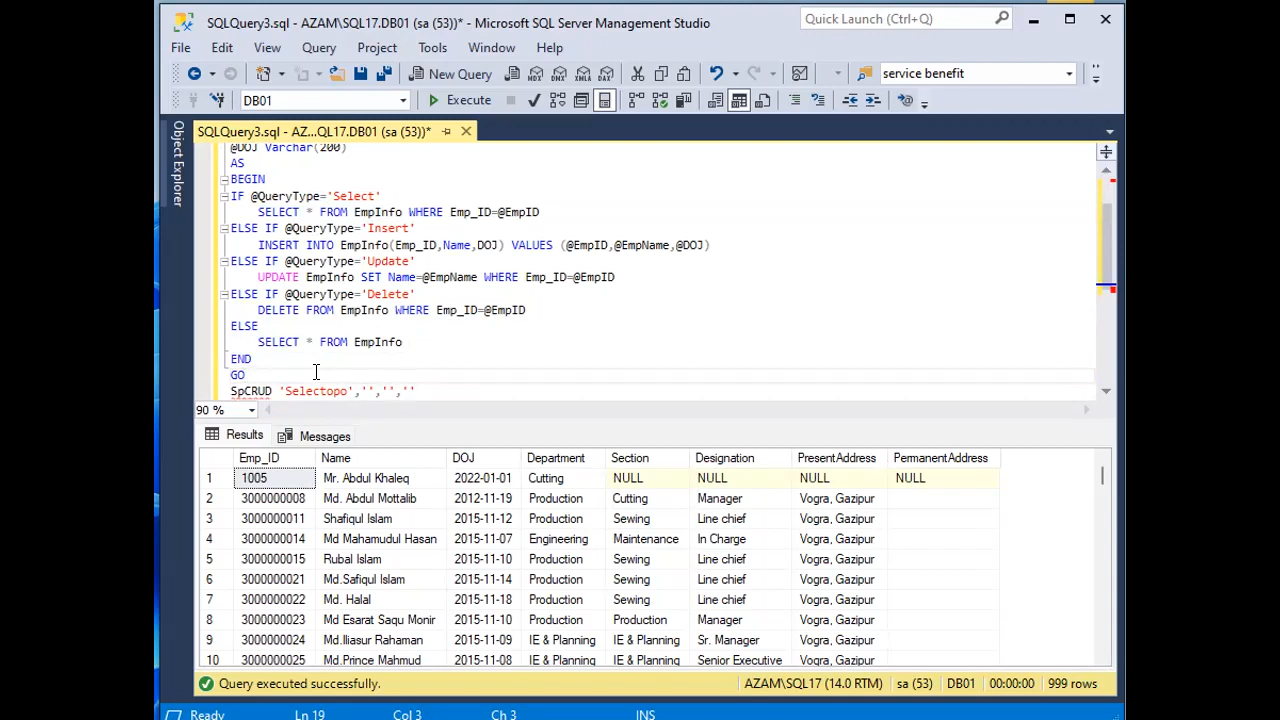 SQLQuery3.sql - AZAM\SQL17.DB01 (sa (53))* - Microsoft SQL Server Management Studio
Quick Launch (Ctrl+Q)
File Edit View Query Project Tools Window Help
New Query
service benefit
DB01
Execute
Object Explorer
SQLQuery3.sql - AZ...QL17.DB01 (sa (53))*
@DOJ Varchar(200)
AS
BEGIN
IF @QueryType='Select'
SELECT * FROM EmpInfo WHERE Emp_ID=@EmpID
ELSE IF @QueryType='Insert'
INSERT INTO EmpInfo(Emp_ID,Name,DOJ) VALUES (@EmpID,@EmpName,@DOJ)
ELSE IF @QueryType='Update'
UPDATE EmpInfo SET Name=@EmpName WHERE Emp_ID=@EmpID
ELSE IF @QueryType='Delete'
DELETE FROM EmpInfo WHERE Emp_ID=@EmpID
ELSE
SELECT * FROM EmpInfo
END
GO
SpCRUD 'Selectopo','','',''
90 %
Results Messages
Emp_ID Name DOJ Department Section Designation PresentAddress PermanentAddress
1 1005 Mr. Abdul Khaleq 2022-01-01 Cutting NULL NULL NULL NULL
2 3000000008 Md. Abdul Mottalib 2012-11-19 Production Cutting Manager Vogra, Gazipur
3 3000000011 Shafiqul Islam 2015-11-12 Production Sewing Line chief Vogra, Gazipur
4 3000000014 Md Mahamudul Hasan 2015-11-07 Engineering Maintenance In Charge Vogra, Gazipur
5 3000000015 Rubal Islam 2015-11-10 Production Sewing Line chief Vogra, Gazipur
6 3000000021 Md.Safiqul Islam 2015-11-14 Production Sewing Line chief Vogra, Gazipur
7 3000000022 Md. Halal 2015-11-18 Production Sewing Line chief Vogra, Gazipur
8 3000000023 Md Esarat Saqu Monir 2015-11-10 Production Production Manager Vogra, Gazipur
9 3000000024 Md.Iliasur Rahaman 2015-11-09 IE & Planning IE & Planning Sr. Manager Vogra, Gazipur
10 3000000025 Md.Prince Mahmud 2015-11-08 IE & Planning IE & Planning Senior Executive Vogra, Gazipur
Query executed successfully. AZAM\SQL17 (14.0 RTM) sa (53) DB01 00:00:00 999 rows
Ready Ln 19 Col 3 Ch 3 INS